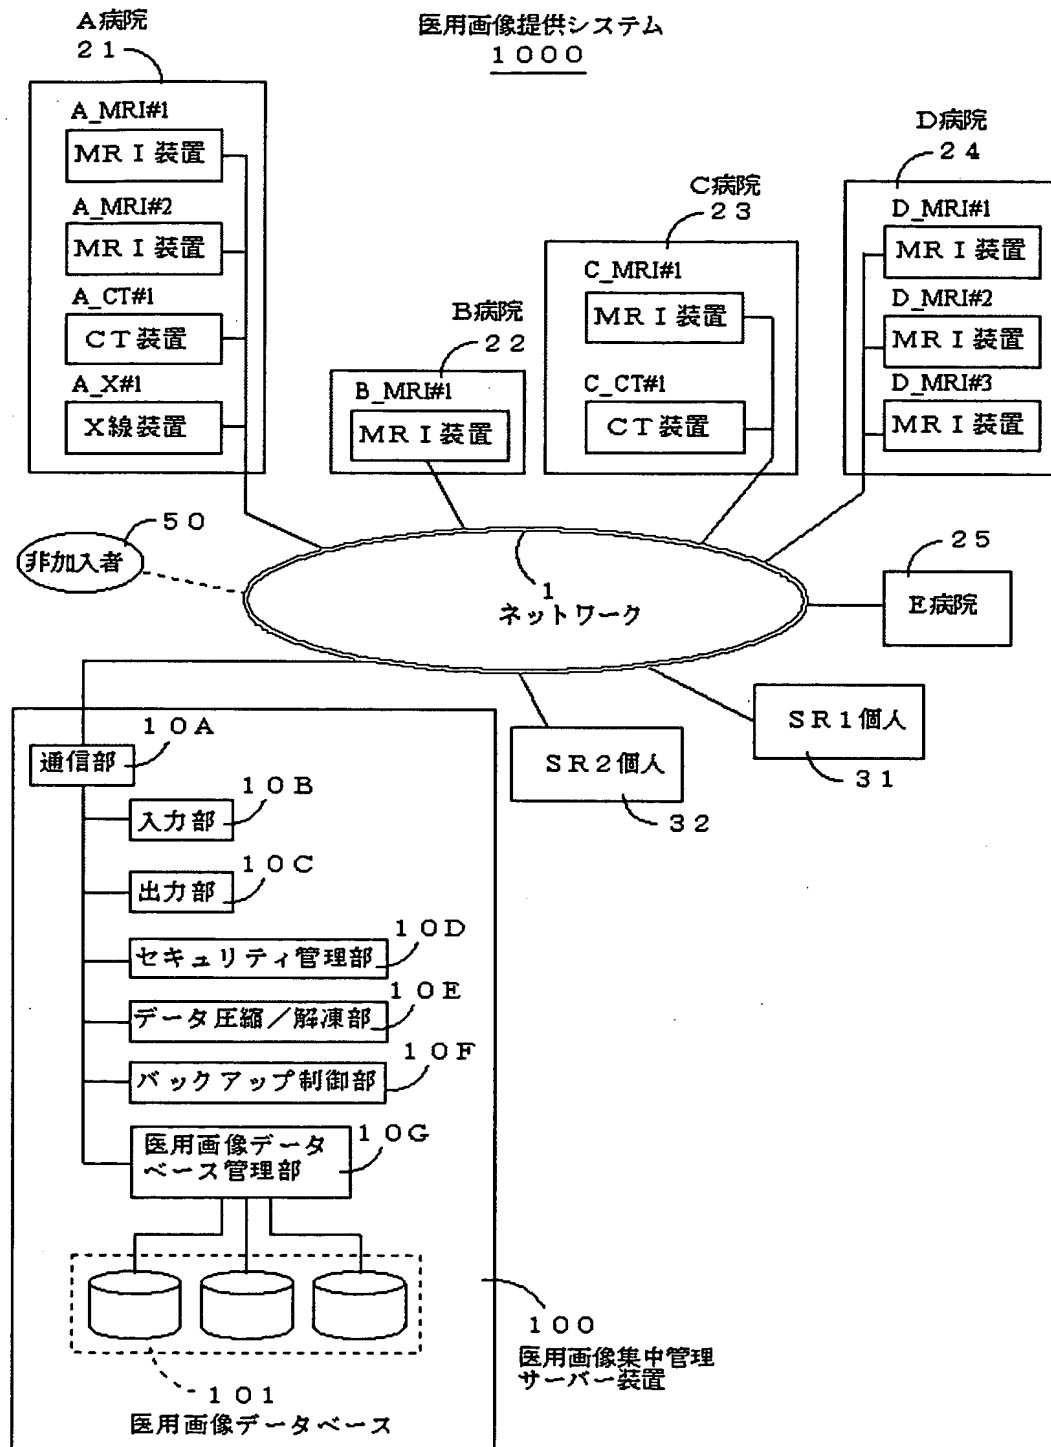 医用画像提供システム
1000
A病院
21
A_MRI#1
MRI装置
A_MRI#2
MRI装置
A_CT#1
CT装置
A_X#1
X線装置
B病院
22
B_MRI#1
MRI装置
C病院
23
C_MRI#1
MRI装置
C_CT#1
CT装置
D病院
24
D_MRI#1
MRI装置
D_MRI#2
MRI装置
D_MRI#3
MRI装置
50
非加入者
1
ネットワーク
25
E病院
SR1個人
31
SR2個人
32
10A
通信部
10B
入力部
10C
出力部
10D
セキュリティ管理部
10E
データ圧縮／解凍部
10F
バックアップ制御部
10G
医用画像データ
ベース管理部
100
医用画像集中管理
サーバー装置
101
医用画像データベース